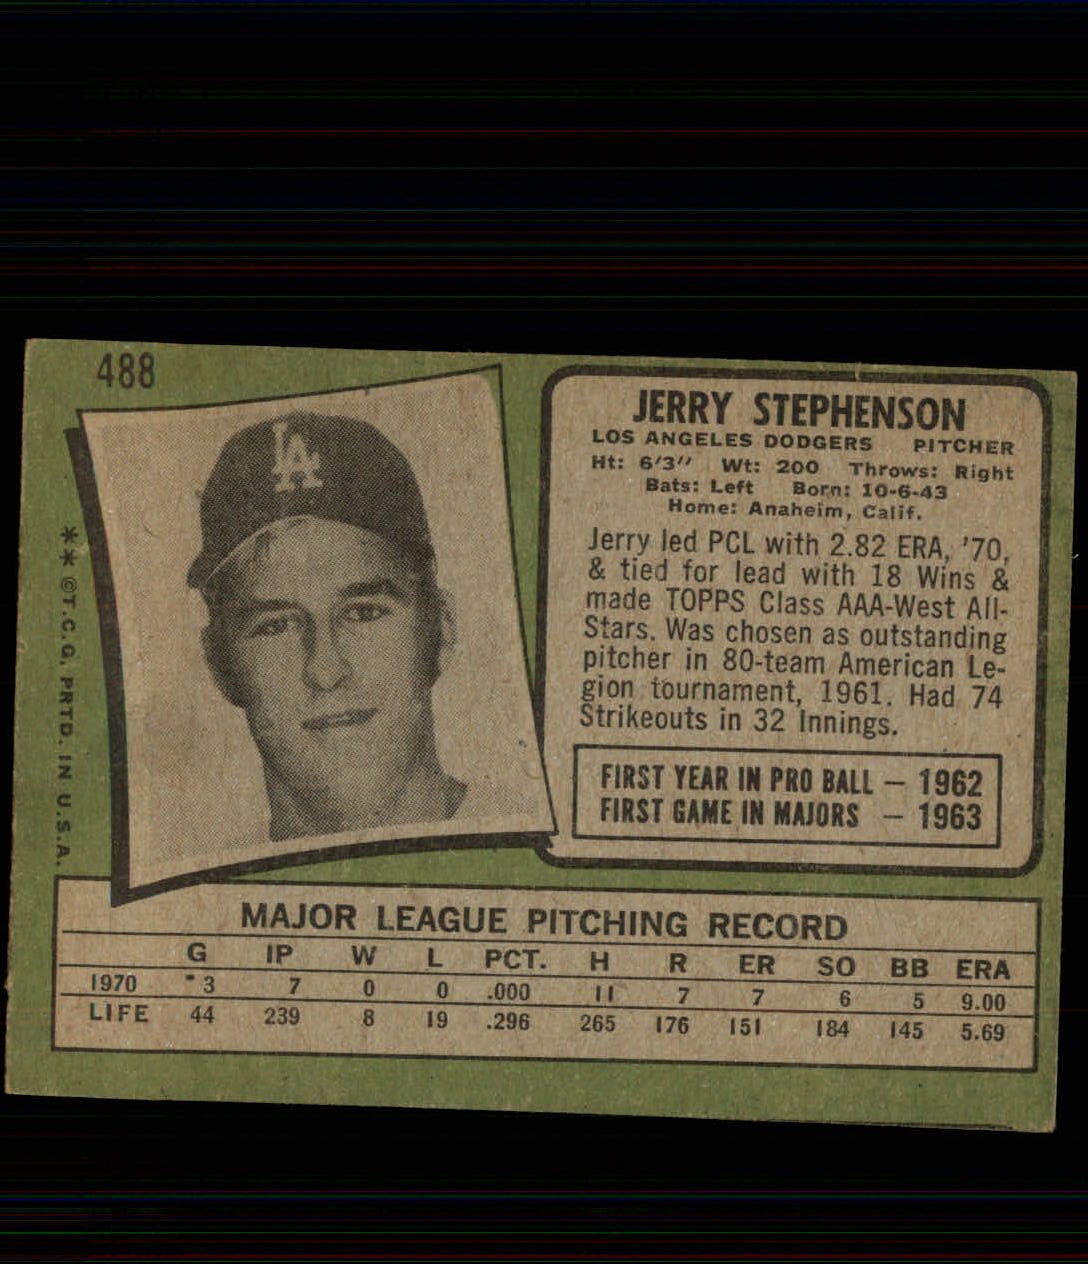 488
LA
JERRY STEPHENSON
LOS ANGELES DODGERS PITCHER
Ht: 6'3" Wt: 200 Throws: Right
Bats: Left Born: 10-6-43
Home: Anaheim, Calif.
Jerry led PCL with 2.82 ERA, '70,
& tied for lead with 18 Wins &
made TOPPS Class AAA-West All-
Stars. Was chosen as outstanding
pitcher in 80-team American Le-
gion tournament, 1961. Had 74
Strikeouts in 32 Innings.
FIRST YEAR IN PRO BALL — 1962
FIRST GAME IN MAJORS — 1963
** ©T.C.G. PRTD. IN U.S.A.
MAJOR LEAGUE PITCHING RECORD
G IP W L PCT. H R ER SO BB ERA
1970 3 7 0 0 .000 11 7 7 6 5 9.00
LIFE 44 239 8 19 .296 265 176 151 184 145 5.69